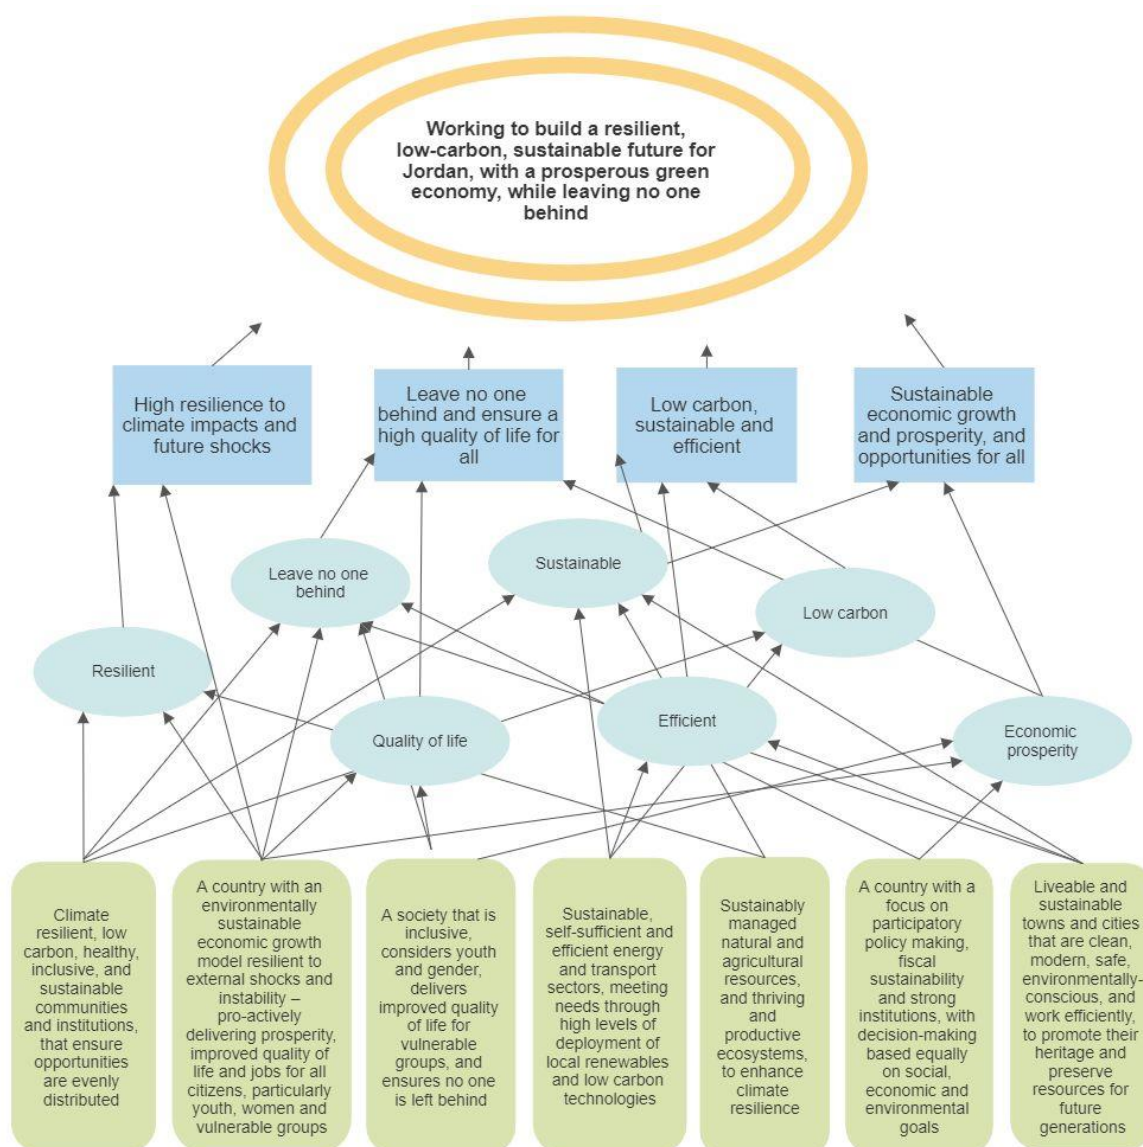 Working to build a resilient,
low-carbon, sustainable future for
Jordan, with a prosperous green
economy, while leaving no one
behind
High resilience to
climate impacts and
future shocks
Leave no one
behind and ensure a
high quality of life for
all
Low carbon,
sustainable and
efficient
Sustainable
economic growth
and prosperity, and
opportunities for all
Leave no one
behind
Sustainable
Low carbon
Resilient
Quality of life
Efficient
Economic
prosperity
Climate
resilient, low
carbon, healthy,
inclusive, and
sustainable
communities
and institutions,
that ensure
opportunities
are evenly
distributed
A country with an
environmentally
sustainable
economic growth
model resilient to
external shocks and
instability –
pro-actively
delivering prosperity,
improved quality of
life and jobs for all
citizens, particularly
youth, women and
vulnerable groups
A society that is
inclusive,
considers youth
and gender,
delivers
improved quality
of life for
vulnerable
groups, and
ensures no one
is left behind
Sustainable,
self-sufficient and
efficient energy
and transport
sectors, meeting
needs through
high levels of
deployment of
local renewables
and low carbon
technologies
Sustainably
managed
natural and
agricultural
resources,
and thriving
and
productive
ecosystems,
to enhance
climate
resilience
A country with a
focus on
participatory
policy making,
fiscal
sustainability
and strong
institutions, with
decision-making
based equally
on social,
economic and
environmental
goals
Liveable and
sustainable
towns and cities
that are clean,
modern, safe,
environmentally-
conscious, and
work efficiently,
to promote their
heritage and
preserve
resources for
future
generations